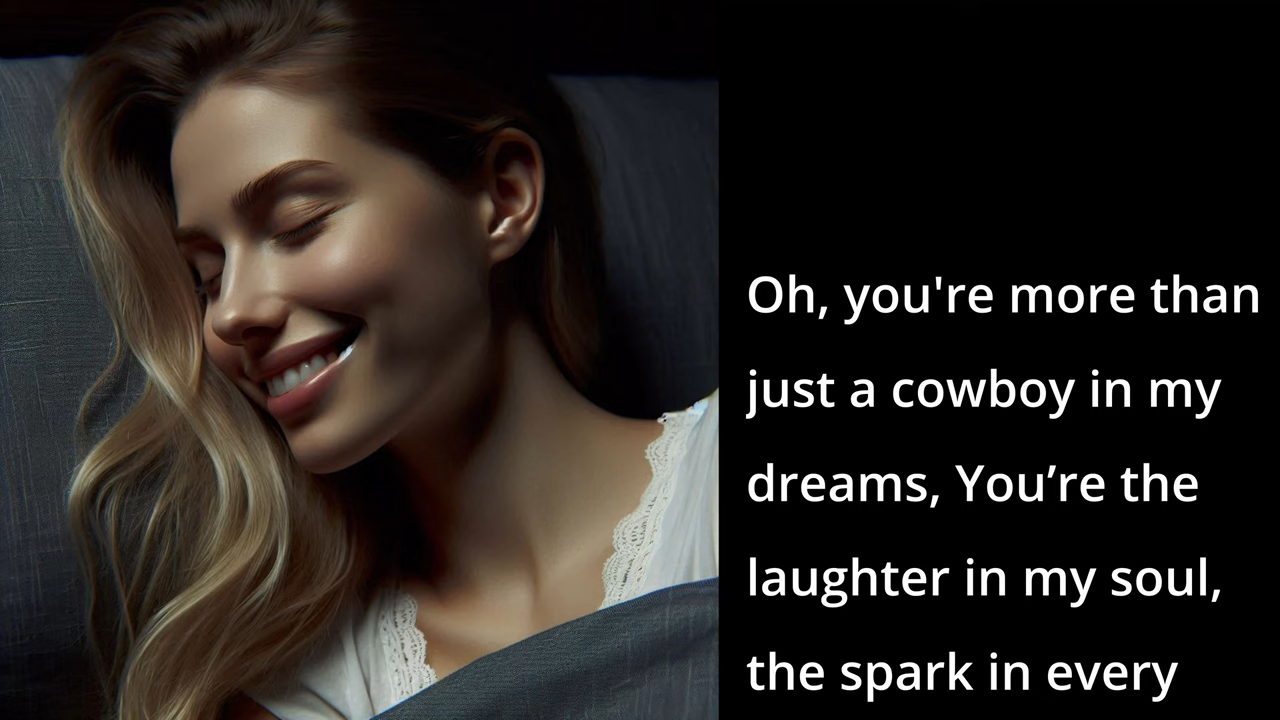 Oh, you're more than
just a cowboy in my
dreams, You’re the
laughter in my soul,
the spark in every